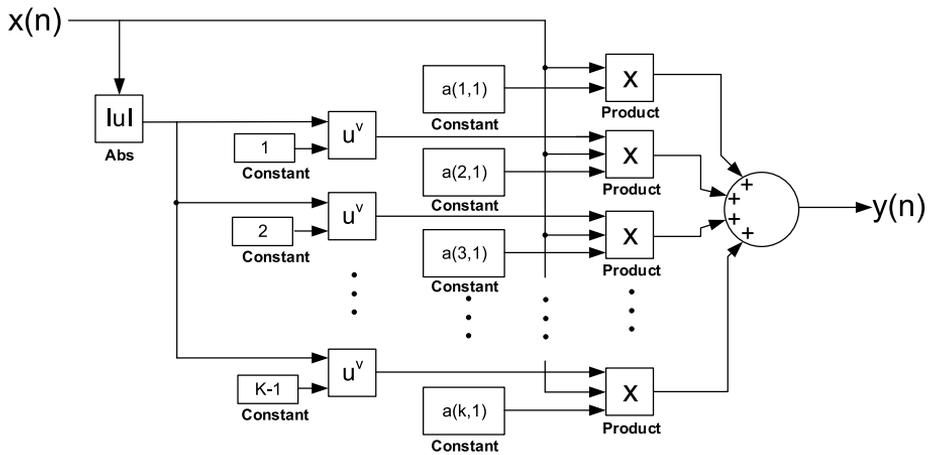 x(n)
|u|
Abs
1
Constant
u^v
a(1,1)
Constant
X
Product
a(2,1)
Constant
X
Product
2
Constant
u^v
a(3,1)
Constant
X
Product
K-1
Constant
u^v
a(k,1)
Constant
X
Product
+
+
+
+
y(n)